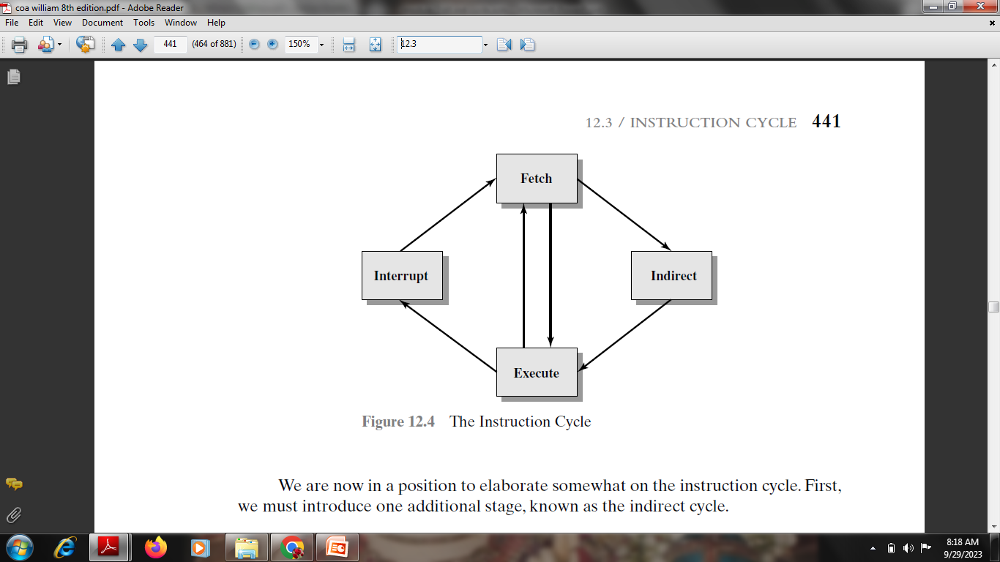 coa william 8th edition.pdf - Adobe Reader
File Edit View Document Tools Window Help
441 (464 of 881) 150% 12.3
12.3 / INSTRUCTION CYCLE 441
Fetch
Interrupt Indirect
Execute
Figure 12.4 The Instruction Cycle
We are now in a position to elaborate somewhat on the instruction cycle. First,
we must introduce one additional stage, known as the indirect cycle.
8:18 AM
9/29/2023